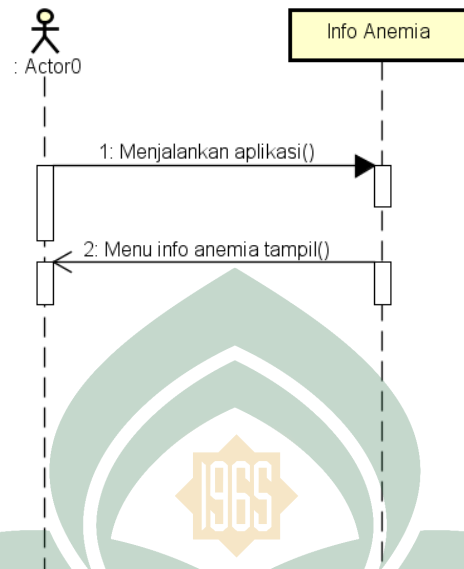 Info Anemia
: Actor0
1: Menjalankan aplikasi()
2: Menu info anemia tampil()
1965